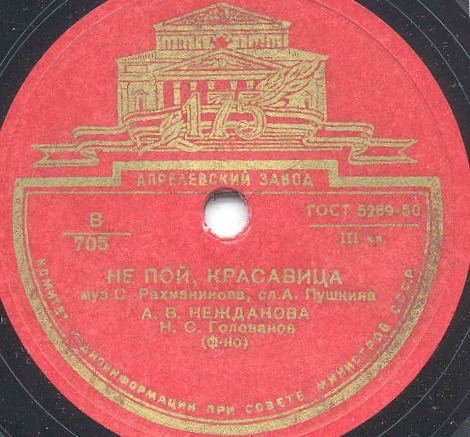 175
АПРЕЛЕВСКИЙ ЗАВОД
В
705
ГОСТ 5289-50
III кл.
НЕ ПОЙ, КРАСАВИЦА
муз. С. Рахманинова, сл. А. Пушкина
А. В. НЕЖДАНОВА
Н. С. Голованов
(ф-но)
КОМИТЕТ РАДИОИНФОРМАЦИИ ПРИ СОВЕТЕ МИНИСТРОВ СССР